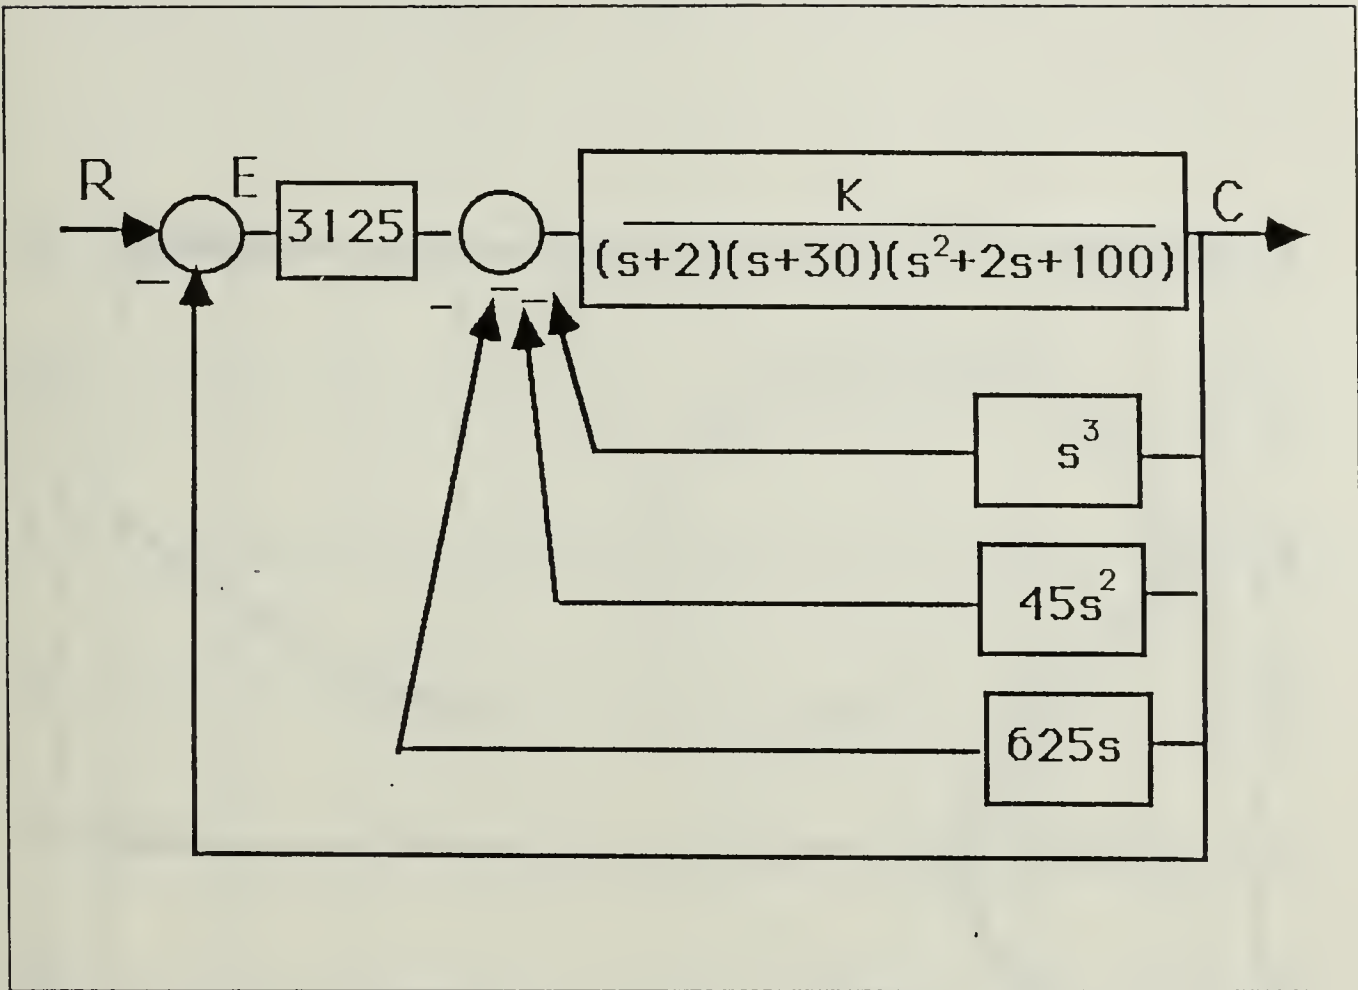 R
E
3125
K
(s+2)(s+30)(s²+2s+100)
C
-
- - -
s³
45s²
625s